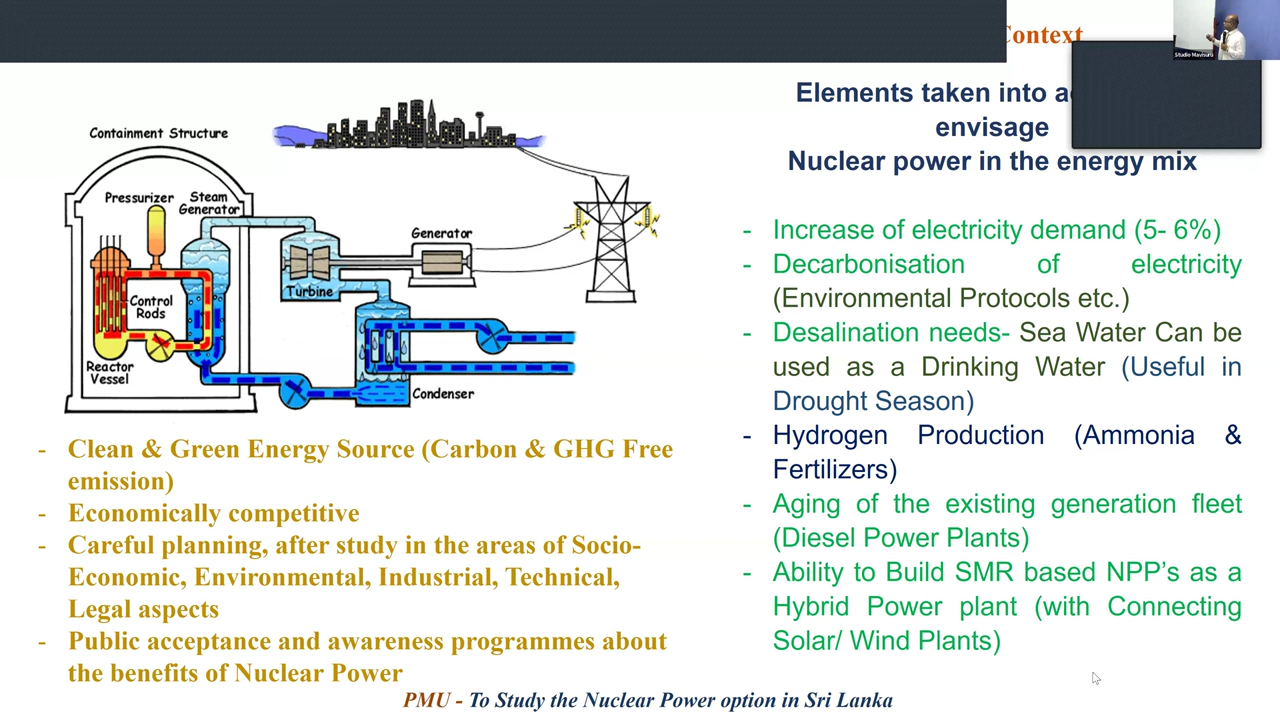 Context
Studio Mavisuru
Elements taken into
envisage
Nuclear power in the energy mix
Containment Structure
Pressurizer
Steam
Generator
Generator
Turbine
Control
Rods
Reactor
Vessel
Condenser
- Clean & Green Energy Source (Carbon & GHG Free
emission)
- Economically competitive
- Careful planning, after study in the areas of Socio-
Economic, Environmental, Industrial, Technical,
Legal aspects
- Public acceptance and awareness programmes about
the benefits of Nuclear Power
- Increase of electricity demand (5- 6%)
- Decarbonisation of electricity
(Environmental Protocols etc.)
- Desalination needs- Sea Water Can be
used as a Drinking Water (Useful in
Drought Season)
- Hydrogen Production (Ammonia &
Fertilizers)
- Aging of the existing generation fleet
(Diesel Power Plants)
- Ability to Build SMR based NPP's as a
Hybrid Power plant (with Connecting
Solar/ Wind Plants)
PMU - To Study the Nuclear Power option in Sri Lanka